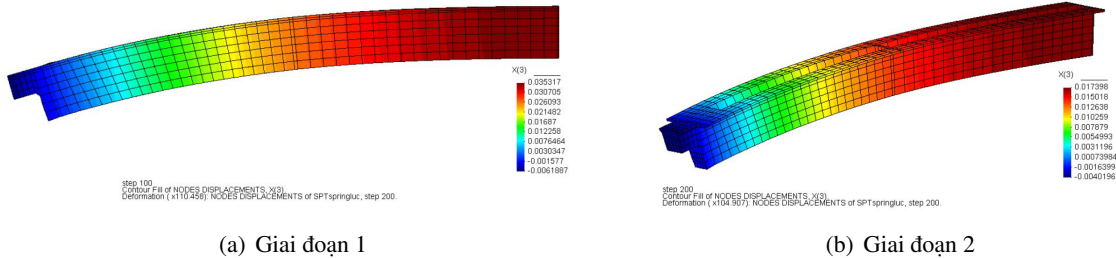 X(3)
0.035317
0.030705
0.026093
0.021482
0.01687
0.012258
0.0076464
0.0030347
-0.001577
-0.0061887
step 100
Contour Fill of NODES DISPLACEMENTS, X(3).
Deformation ( x110.458): NODES DISPLACEMENTS of SPTspringluc, step 200.
(a) Giai đoạn 1
X(3)
0.017398
0.015018
0.012638
0.010259
0.007879
0.0054993
0.0031196
0.00073984
-0.0016399
-0.0040196
step 200
Contour Fill of NODES DISPLACEMENTS, X(3).
Deformation ( x104.907): NODES DISPLACEMENTS of SPTspringluc, step 200.
(b) Giai đoạn 2